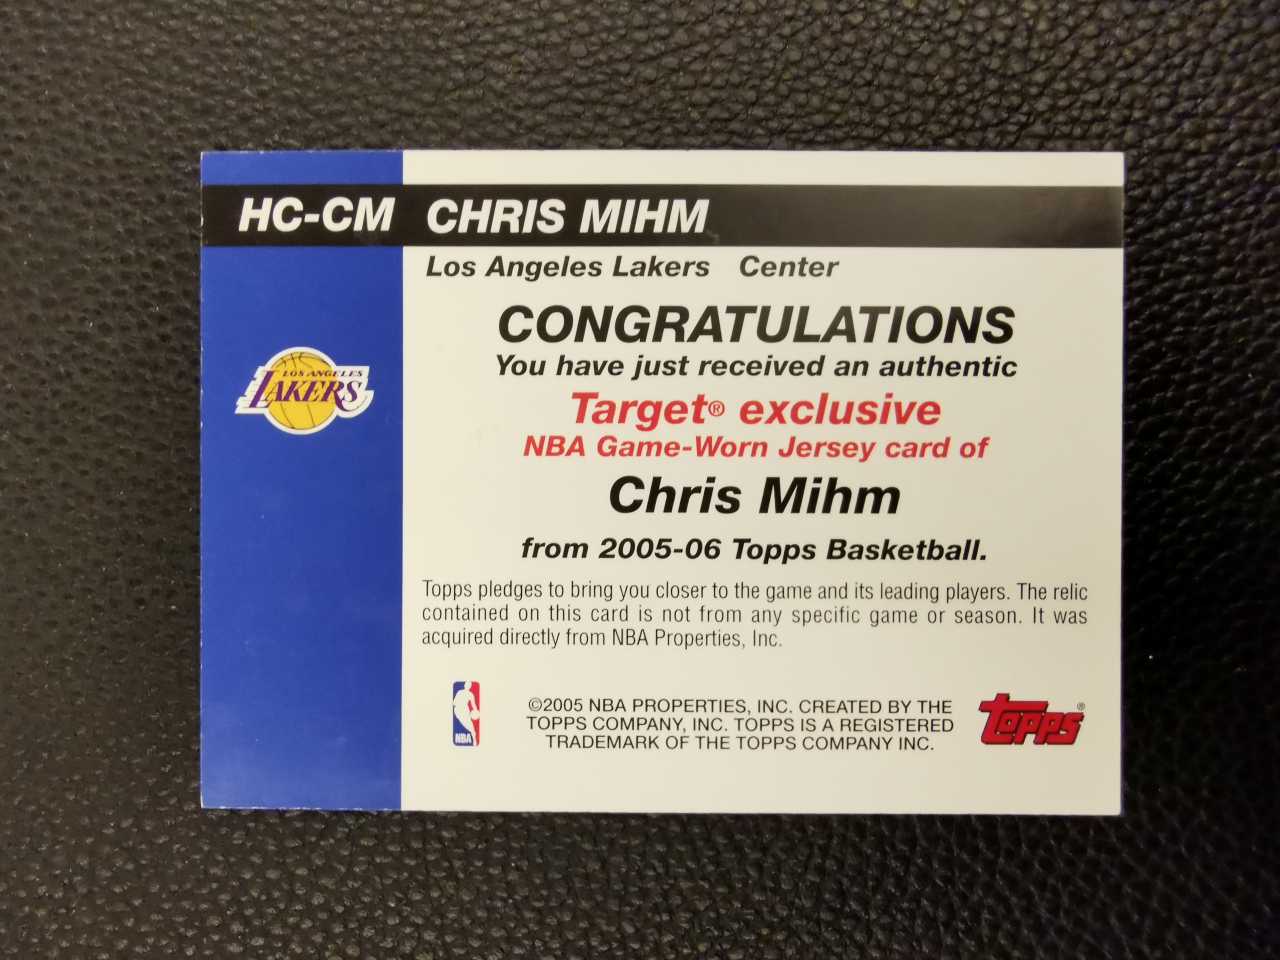 HC-CM CHRIS MIHM
Los Angeles Lakers Center
CONGRATULATIONS
You have just received an authentic
Target® exclusive
NBA Game-Worn Jersey card of
Chris Mihm
from 2005-06 Topps Basketball.
LOS ANGELES
LAKERS
Topps pledges to bring you closer to the game and its leading players. The relic
contained on this card is not from any specific game or season. It was
acquired directly from NBA Properties, Inc.
NBA
©2005 NBA PROPERTIES, INC. CREATED BY THE
TOPPS COMPANY, INC. TOPPS IS A REGISTERED
TRADEMARK OF THE TOPPS COMPANY INC.
topps®